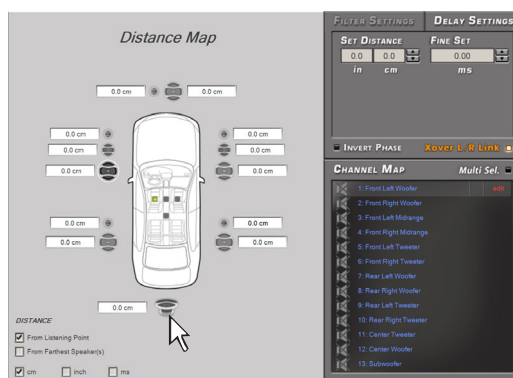 Distance Map
0.0 cm
0.0 cm
0.0 cm
0.0 cm
0.0 cm
0.0 cm
0.0 cm
0.0 cm
0.0 cm
0.0 cm
0.0 cm
0.0 cm
0.0 cm
DISTANCE
From Listening Point
From Farthest Speaker(s)
cm inch ms
FILTER SETTINGS DELAY SETTINGS
SET DISTANCE FINE SET
0.0 0.0 0.00
in cm ms
INVERT PHASE Xover L/R Link
CHANNEL MAP Multi Sel.
1: Front Left Woofer edit
2: Front Right Woofer
3: Front Left Midrange
4: Front Right Midrange
5: Front Left Tweeter
6: Front Right Tweeter
7: Rear Left Woofer
8: Rear Right Woofer
9: Rear Left Tweeter
10: Rear Right Tweeter
11: Center Tweeter
12: Center Woofer
13: Subwoofer